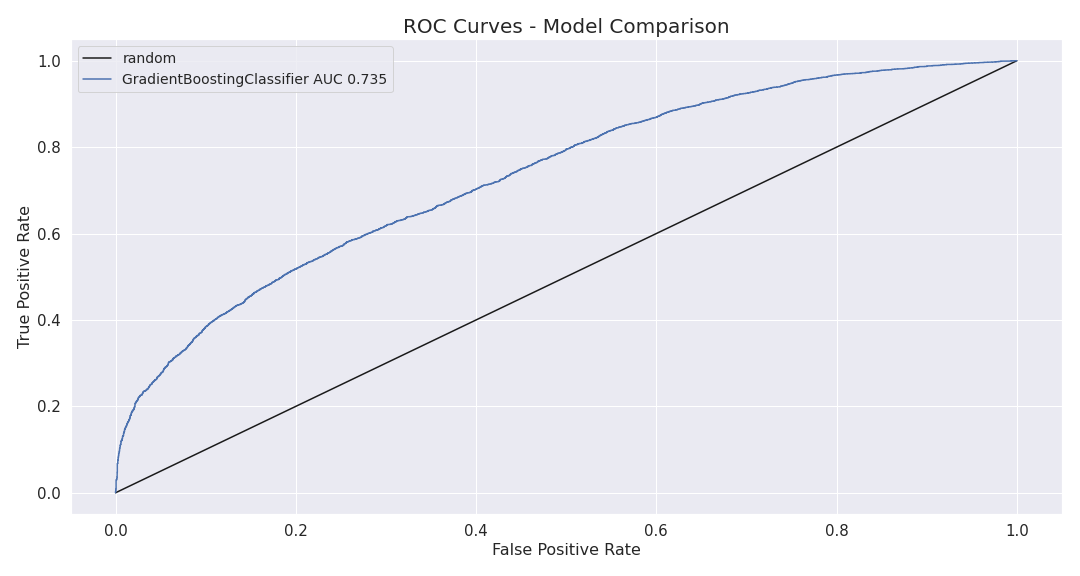 ROC Curves - Model Comparison
random
GradientBoostingClassifier AUC 0.735
True Positive Rate
1.0
0.8
0.6
0.4
0.2
0.0
0.0 0.2 0.4 0.6 0.8 1.0
False Positive Rate